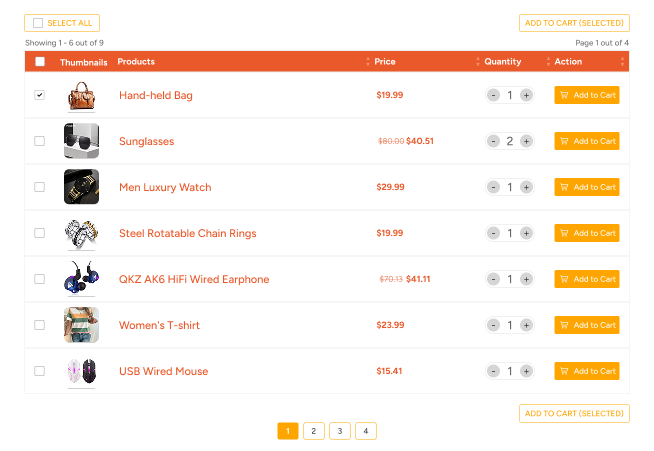 SELECT ALL
ADD TO CART (SELECTED)
Showing 1 - 6 out of 9
Page 1 out of 4
Thumbnails Products Price Quantity Action
Hand-held Bag $19.99 - 1 + Add to Cart
Sunglasses $80.00 $40.51 - 2 + Add to Cart
Men Luxury Watch $29.99 - 1 + Add to Cart
Steel Rotatable Chain Rings $19.99 - 1 + Add to Cart
QKZ AK6 HiFi Wired Earphone $70.13 $41.11 - 1 + Add to Cart
Women's T-shirt $23.99 - 1 + Add to Cart
USB Wired Mouse $15.41 - 1 + Add to Cart
ADD TO CART (SELECTED)
1 2 3 4